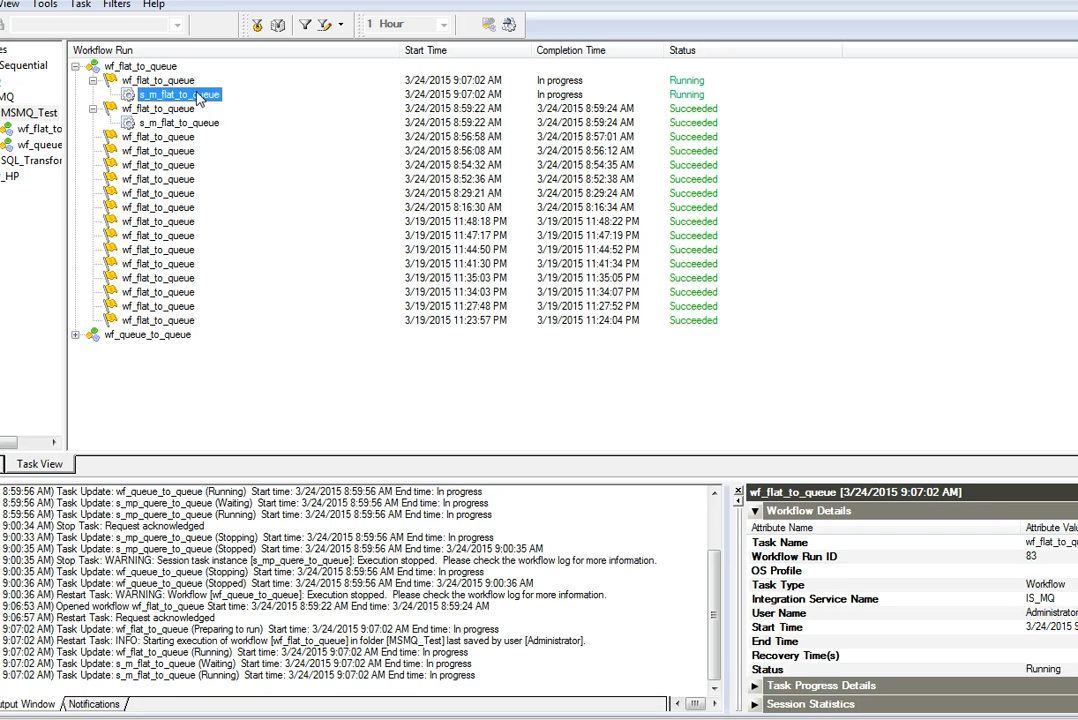 View Tools Task Filters Help
1 Hour
Workflow Run Start Time Completion Time Status
es
Sequential
MQ
MSMQ_Test
wf_flat_to
wf_queue
SQL_Transfor
_HP
wf_flat_to_queue
wf_flat_to_queue 3/24/2015 9:07:02 AM In progress Running
s_m_flat_to_queue 3/24/2015 9:07:02 AM In progress Running
wf_flat_to_queue 3/24/2015 8:59:22 AM 3/24/2015 8:59:24 AM Succeeded
s_m_flat_to_queue 3/24/2015 8:59:22 AM 3/24/2015 8:59:24 AM Succeeded
wf_flat_to_queue 3/24/2015 8:56:58 AM 3/24/2015 8:57:01 AM Succeeded
wf_flat_to_queue 3/24/2015 8:56:08 AM 3/24/2015 8:56:12 AM Succeeded
wf_flat_to_queue 3/24/2015 8:54:32 AM 3/24/2015 8:54:35 AM Succeeded
wf_flat_to_queue 3/24/2015 8:52:36 AM 3/24/2015 8:52:38 AM Succeeded
wf_flat_to_queue 3/24/2015 8:29:21 AM 3/24/2015 8:29:24 AM Succeeded
wf_flat_to_queue 3/24/2015 8:16:30 AM 3/24/2015 8:16:34 AM Succeeded
wf_flat_to_queue 3/19/2015 11:48:18 PM 3/19/2015 11:48:22 PM Succeeded
wf_flat_to_queue 3/19/2015 11:47:17 PM 3/19/2015 11:47:19 PM Succeeded
wf_flat_to_queue 3/19/2015 11:44:50 PM 3/19/2015 11:44:52 PM Succeeded
wf_flat_to_queue 3/19/2015 11:41:30 PM 3/19/2015 11:41:34 PM Succeeded
wf_flat_to_queue 3/19/2015 11:35:03 PM 3/19/2015 11:35:05 PM Succeeded
wf_flat_to_queue 3/19/2015 11:34:03 PM 3/19/2015 11:34:07 PM Succeeded
wf_flat_to_queue 3/19/2015 11:27:48 PM 3/19/2015 11:27:52 PM Succeeded
wf_flat_to_queue 3/19/2015 11:23:57 PM 3/19/2015 11:24:04 PM Succeeded
wf_queue_to_queue
Task View
8:59:56 AM) Task Update: wf_queue_to_queue (Running) Start time: 3/24/2015 8:59:56 AM End time: In progress
8:59:56 AM) Task Update: s_mp_quere_to_queue (Waiting) Start time: 3/24/2015 8:59:56 AM End time: In progress
8:59:56 AM) Task Update: s_mp_quere_to_queue (Running) Start time: 3/24/2015 8:59:56 AM End time: In progress
9:00:34 AM) Stop Task: Request acknowledged
9:00:33 AM) Task Update: s_mp_quere_to_queue (Stopping) Start time: 3/24/2015 8:59:56 AM End time: In progress
9:00:35 AM) Task Update: s_mp_quere_to_queue (Stopped) Start time: 3/24/2015 8:59:56 AM End time: 3/24/2015 9:00:35 AM
9:00:35 AM) Stop Task: WARNING: Session task instance [s_mp_quere_to_queue]: Execution stopped. Please check the workflow log for more information.
9:00:35 AM) Task Update: wf_queue_to_queue (Stopping) Start time: 3/24/2015 8:59:56 AM End time: In progress
9:00:36 AM) Task Update: wf_queue_to_queue (Stopped) Start time: 3/24/2015 8:59:56 AM End time: 3/24/2015 9:00:36 AM
9:00:36 AM) Restart Task: WARNING: Workflow [wf_queue_to_queue]: Execution stopped. Please check the workflow log for more information.
9:06:53 AM) Opened workflow wf_flat_to_queue Start time: 3/24/2015 8:59:22 AM End time: 3/24/2015 8:59:24 AM
9:06:57 AM) Restart Task: Request acknowledged
9:07:02 AM) Task Update: wf_flat_to_queue (Preparing to run) Start time: 3/24/2015 9:07:02 AM End time: In progress
9:07:02 AM) Restart Task: INFO: Starting execution of workflow [wf_flat_to_queue] in folder [MSMQ_Test] last saved by user [Administrator].
9:07:02 AM) Task Update: wf_flat_to_queue (Running) Start time: 3/24/2015 9:07:02 AM End time: In progress
9:07:02 AM) Task Update: s_m_flat_to_queue (Waiting) Start time: 3/24/2015 9:07:02 AM End time: In progress
9:07:02 AM) Task Update: s_m_flat_to_queue (Running) Start time: 3/24/2015 9:07:02 AM End time: In progress
utput Window Notifications
wf_flat_to_queue [3/24/2015 9:07:02 AM]
Workflow Details
Attribute Name Attribute Valu
Task Name wf_flat_to_qu
Workflow Run ID 83
OS Profile
Task Type Workflow
Integration Service Name IS_MQ
User Name Administrator
Start Time 3/24/2015 9
End Time
Recovery Time(s)
Status Running
Task Progress Details
Session Statistics